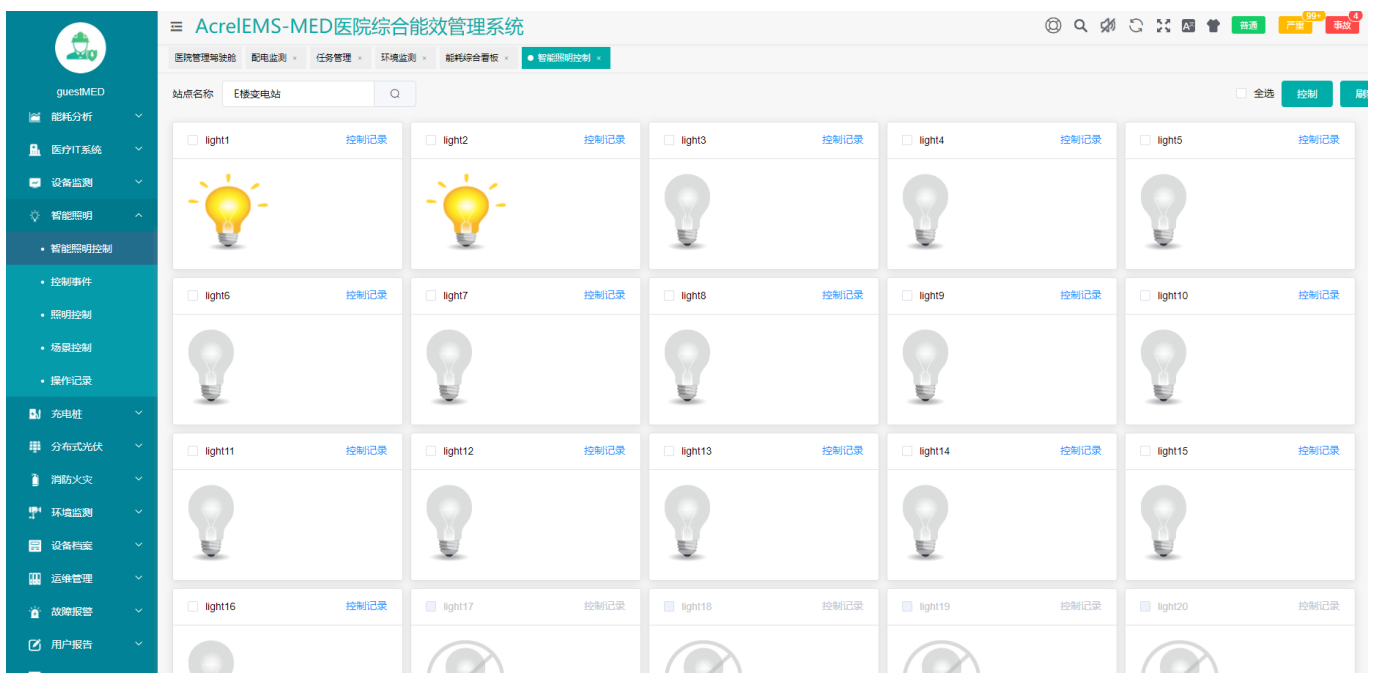 AcrelEMS-MED医院综合能效管理系统
普通
严重
99+
事故
4
医院管理驾驶舱
配电监测 ×
任务管理 ×
环境监测 ×
能耗综合看板 ×
智能照明控制 ×
guestMED
能耗分析
医疗IT系统
设备监测
智能照明
智能照明控制
控制事件
照明控制
场景控制
操作记录
充电桩
分布式光伏
消防火灾
环境监测
设备档案
运维管理
故障报警
用户报告
站点名称 E楼变电站
全选 控制
light1 控制记录
light2 控制记录
light3 控制记录
light4 控制记录
light5 控制记录
light6 控制记录
light7 控制记录
light8 控制记录
light9 控制记录
light10 控制记录
light11 控制记录
light12 控制记录
light13 控制记录
light14 控制记录
light15 控制记录
light16 控制记录
light17 控制记录
light18 控制记录
light19 控制记录
light20 控制记录